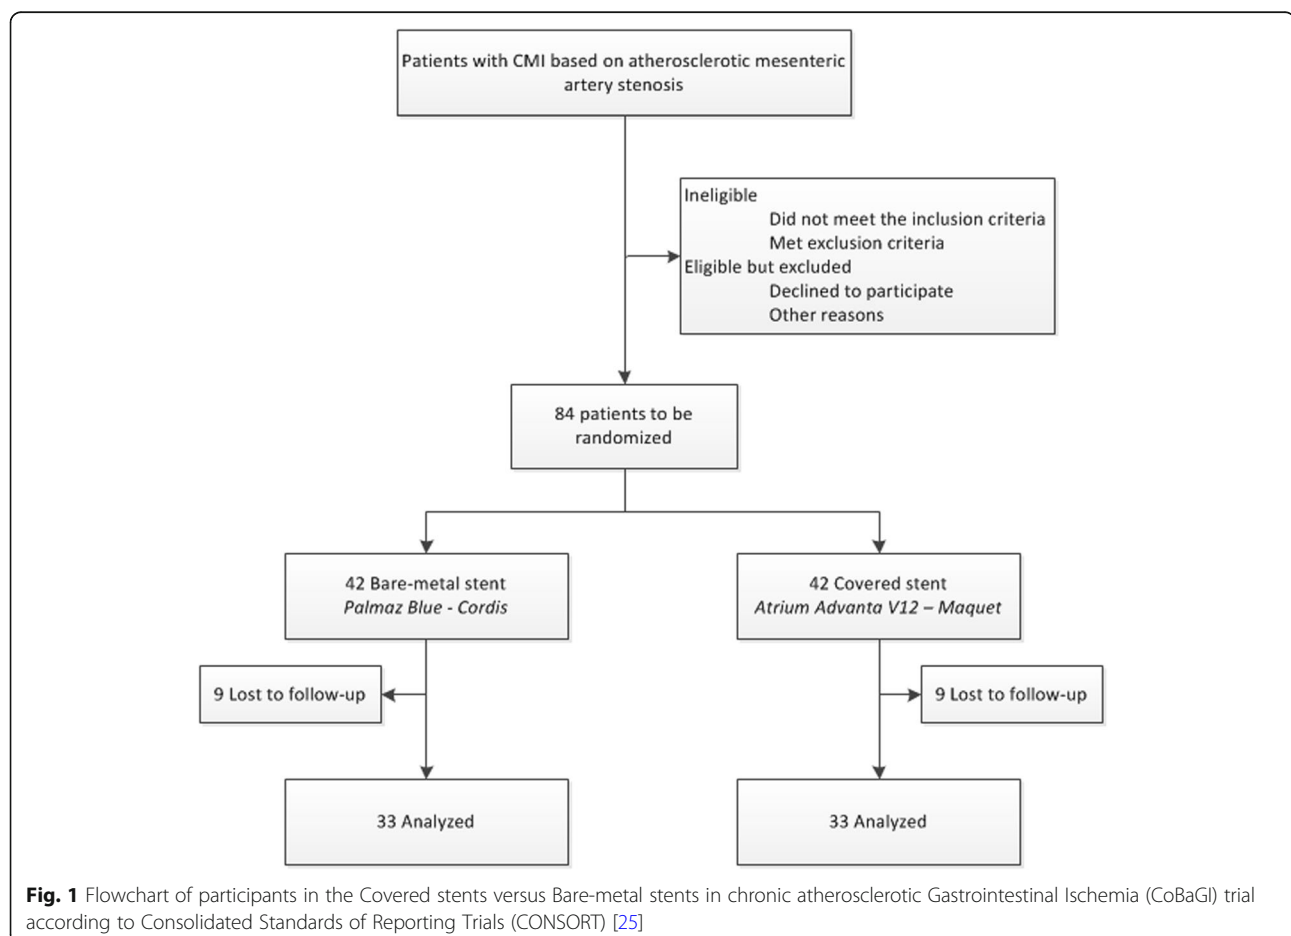 Patients with CMI based on atherosclerotic mesenteric
artery stenosis
Ineligible
Did not meet the inclusion criteria
Met exclusion criteria
Eligible but excluded
Declined to participate
Other reasons
84 patients to be
randomized
42 Bare-metal stent
Palmaz Blue - Cordis
42 Covered stent
Atrium Advanta V12 – Maquet
9 Lost to follow-up
9 Lost to follow-up
33 Analyzed
33 Analyzed
Fig. 1 Flowchart of participants in the Covered stents versus Bare-metal stents in chronic atherosclerotic Gastrointestinal Ischemia (CoBaGI) trial
according to Consolidated Standards of Reporting Trials (CONSORT) [25]